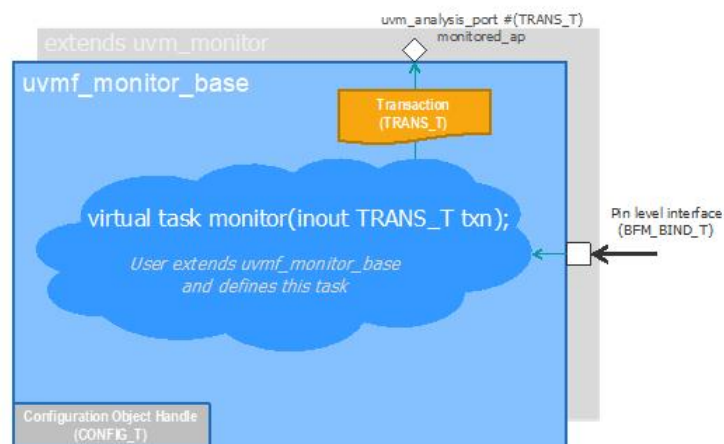 uvm_analysis_port #(TRANS_T)
monitored_ap
extends uvm_monitor
uvmf_monitor_base
Transaction
(TRANS_T)
virtual task monitor(inout TRANS_T txn);
User extends uvmf_monitor_base
and defines this task
Pin level interface
(BFM_BIND_T)
Configuration Object Handle
(CONFIG_T)